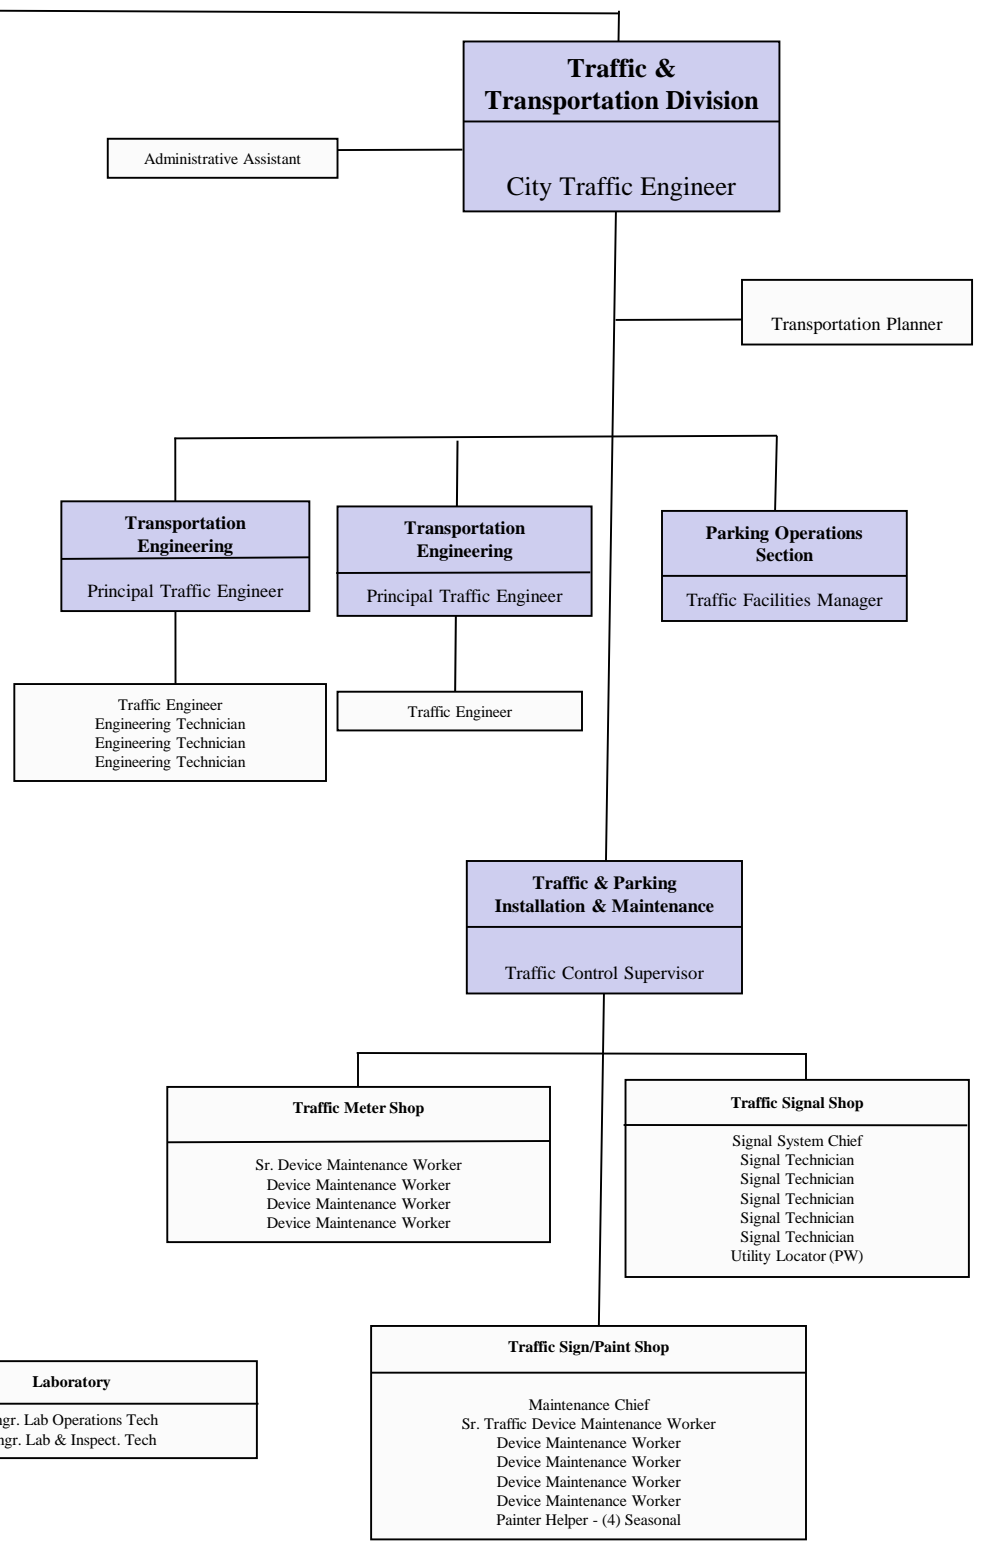 Traffic &
Transportation Division
Administrative Assistant
City Traffic Engineer
Transportation Planner
Transportation
Engineering
Principal Traffic Engineer
Transportation
Engineering
Principal Traffic Engineer
Parking Operations
Section
Traffic Facilities Manager
Traffic Engineer
Engineering Technician
Engineering Technician
Engineering Technician
Traffic Engineer
Traffic & Parking
Installation & Maintenance
Traffic Control Supervisor
Traffic Meter Shop
Sr. Device Maintenance Worker
Device Maintenance Worker
Device Maintenance Worker
Device Maintenance Worker
Traffic Signal Shop
Signal System Chief
Signal Technician
Signal Technician
Signal Technician
Signal Technician
Signal Technician
Utility Locator (PW)
Traffic Sign/Paint Shop
Maintenance Chief
Sr. Traffic Device Maintenance Worker
Device Maintenance Worker
Device Maintenance Worker
Device Maintenance Worker
Device Maintenance Worker
Painter Helper - (4) Seasonal
Laboratory
Lab Operations Tech
Lab & Inspect. Tech